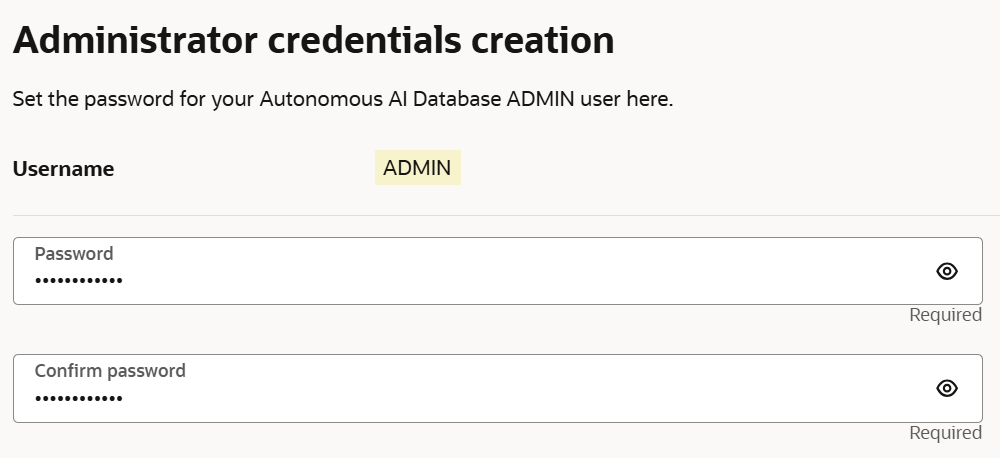 Administrator credentials creation
Set the password for your Autonomous AI Database ADMIN user here.
Username ADMIN
Password
••••••••••••
Required
Confirm password
••••••••••••
Required